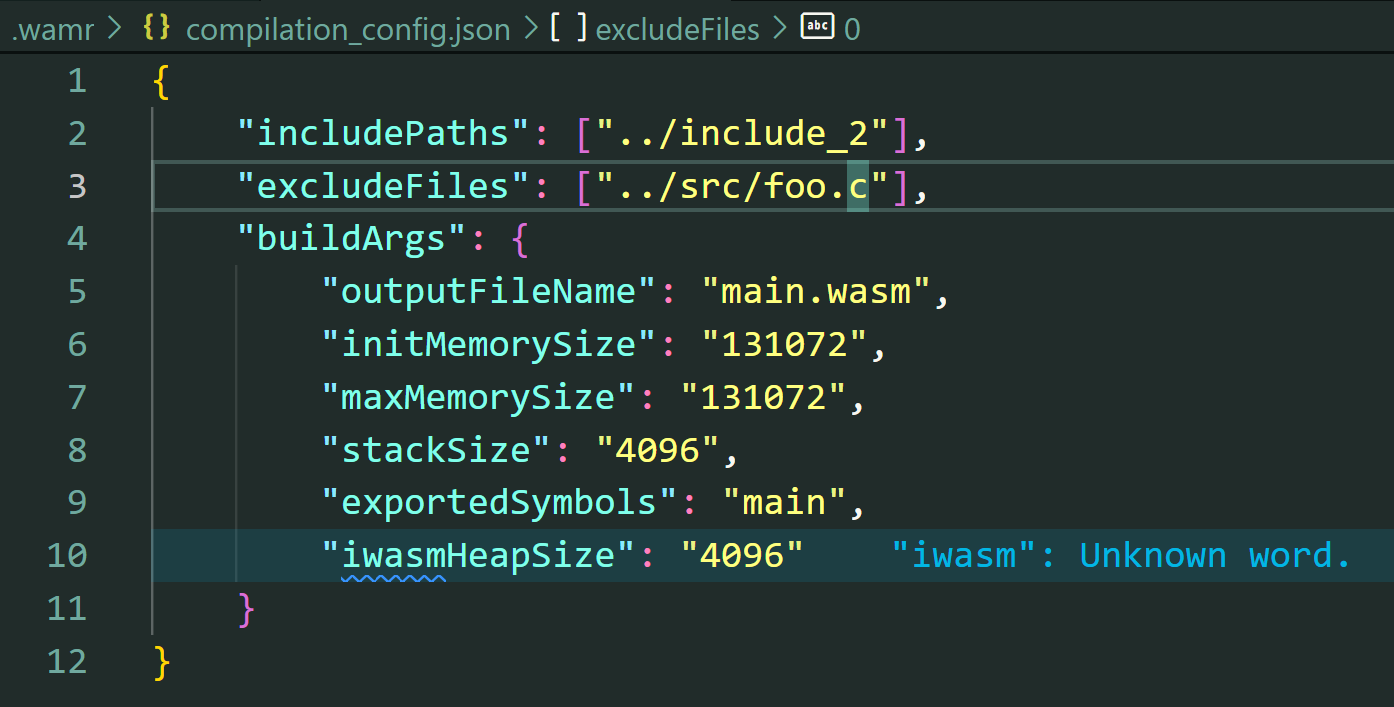 .wamr > {} compilation_config.json > [ ] excludeFiles > abc 0
1 {
2 "includePaths": ["../include_2"],
3 "excludeFiles": ["../src/foo.c"],
4 "buildArgs": {
5 "outputFileName": "main.wasm",
6 "initMemorySize": "131072",
7 "maxMemorySize": "131072",
8 "stackSize": "4096",
9 "exportedSymbols": "main",
10 "iwasmHeapSize": "4096" "iwasm": Unknown word.
11 }
12 }